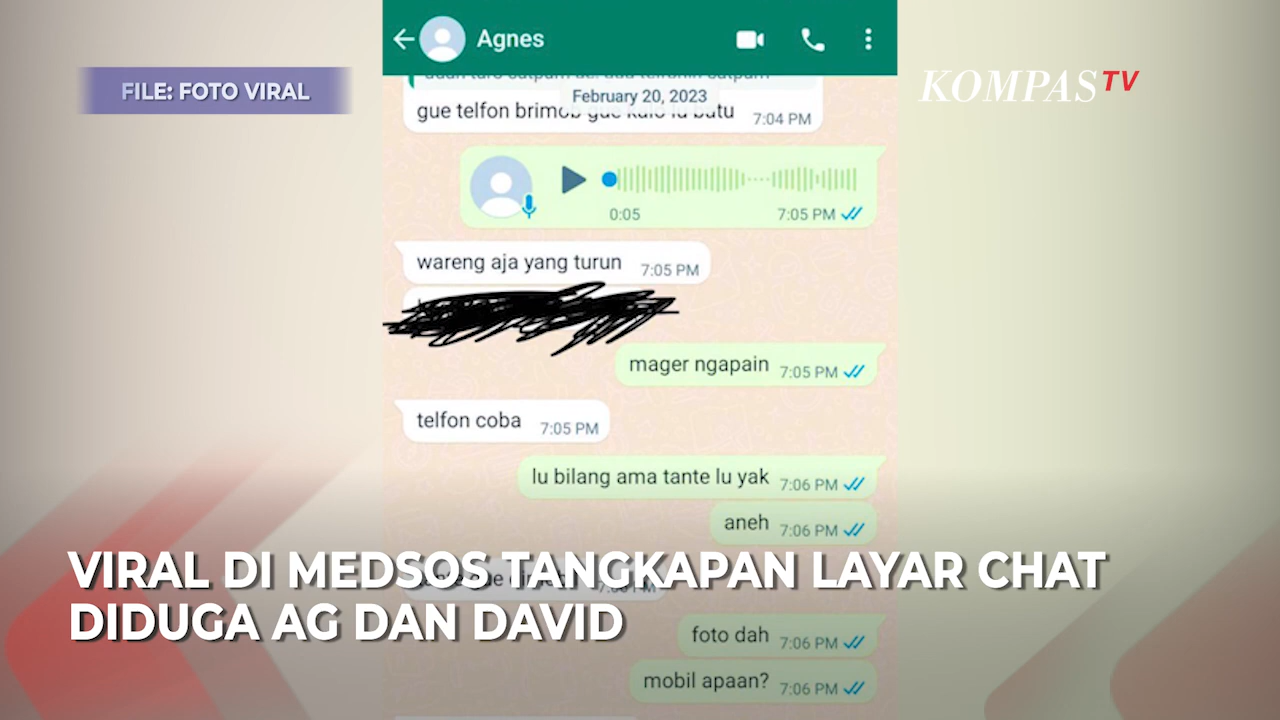 Agnes
FILE: FOTO VIRAL
KOMPAS TV
February 20, 2023
gue telfon brimob gue kalo lu batu 7:04 PM
0:05 7:05 PM
wareng aja yang turun 7:05 PM
mager ngapain 7:05 PM
telfon coba 7:05 PM
lu bilang ama tante lu yak 7:06 PM
aneh 7:06 PM
VIRAL DI MEDSOS TANGKAPAN LAYAR CHAT
DIDUGA AG DAN DAVID
foto dah 7:06 PM
mobil apaan? 7:06 PM